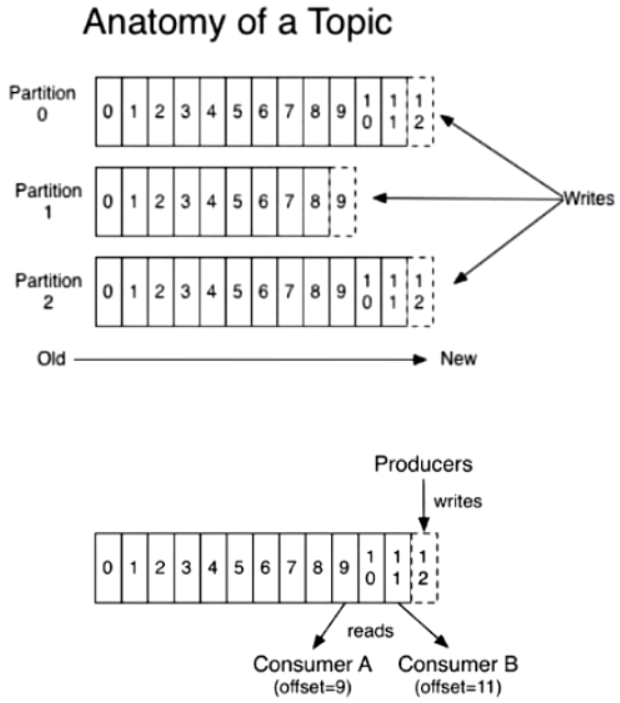 Anatomy of a Topic
Partition
0
0 1 2 3 4 5 6 7 8 9 10 11 12
Partition
1
0 1 2 3 4 5 6 7 8 9
Writes
Partition
2
0 1 2 3 4 5 6 7 8 9 10 11 12
Old New
Producers
writes
0 1 2 3 4 5 6 7 8 9 10 11 12
reads
Consumer A Consumer B
(offset=9) (offset=11)